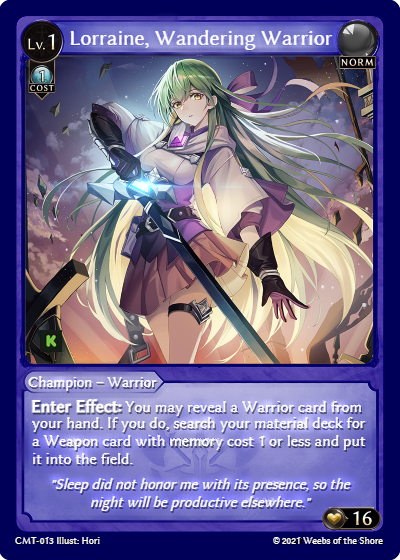 Lv.1
Lorraine, Wandering Warrior
NORM
1
COST
K
Champion – Warrior
Enter Effect: You may reveal a Warrior card from
your hand. If you do, search your material deck for
a Weapon card with memory cost 1 or less and put
it into the field.
"Sleep did not honor me with its presence, so the
night will be productive elsewhere."
16
CMT-013 Illust: Hori
© 2021 Weebs of the Shore